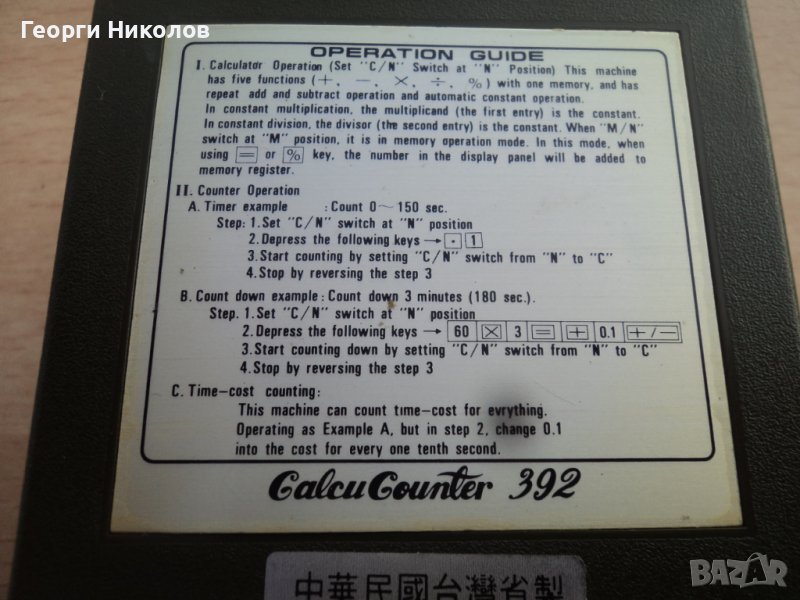 Георги Николов
OPERATION GUIDE
I. Calculator Operation (Set "C/N" Switch at "N" Position) This machine
has five functions (+, −, ×, ÷, %) with one memory, and has
repeat add and subtract operation and automatic constant operation.
In constant multiplication, the multiplicand (the first entry) is the constant.
In constant division, the divisor (the second entry) is the constant. When "M/N"
switch at "M" position, it is in memory operation mode. In this mode, when
using = or % key, the number in the display panel will be added to
memory register.
II. Counter Operation
A. Timer example : Count 0~150 sec.
Step: 1.Set "C/N" switch at "N" position
2.Depress the following keys → · 1
3.Start counting by setting "C/N" switch from "N" to "C"
4.Stop by reversing the step 3
B. Count down example : Count down 3 minutes (180 sec.).
Step. 1.Set "C/N" switch at "N" position
2.Depress the following keys → 60 × 3 = + 0.1 +/−
3.Start counting down by setting "C/N" switch from "N" to "C"
4.Stop by reversing the step 3
C. Time-cost counting:
This machine can count time-cost for evrything.
Operating as Example A, but in step 2, change 0.1
into the cost for every one tenth second.
CalcuCounter 392
中華民國台灣省製
BAZAR